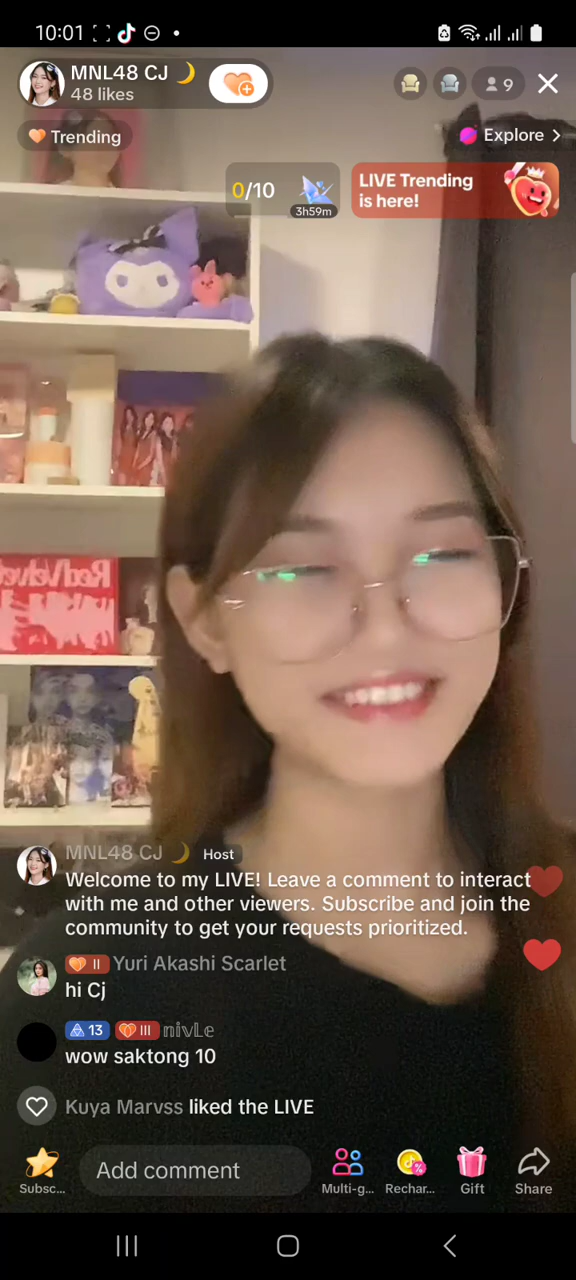 10:01
MNL48 CJ 🌙
48 likes
9
Trending
Explore
0/10
3h59m
LIVE Trending
is here!
RedVelvet
MNL48 CJ 🌙 Host
Welcome to my LIVE! Leave a comment to interact
with me and other viewers. Subscribe and join the
community to get your requests prioritized.
II Yuri Akashi Scarlet
hi Cj
13 III 𝕟𝕚𝕧𝕃𝕖
wow saktong 10
Kuya Marvss liked the LIVE
Subsc...
Add comment
Multi-g...
Rechar...
Gift
Share